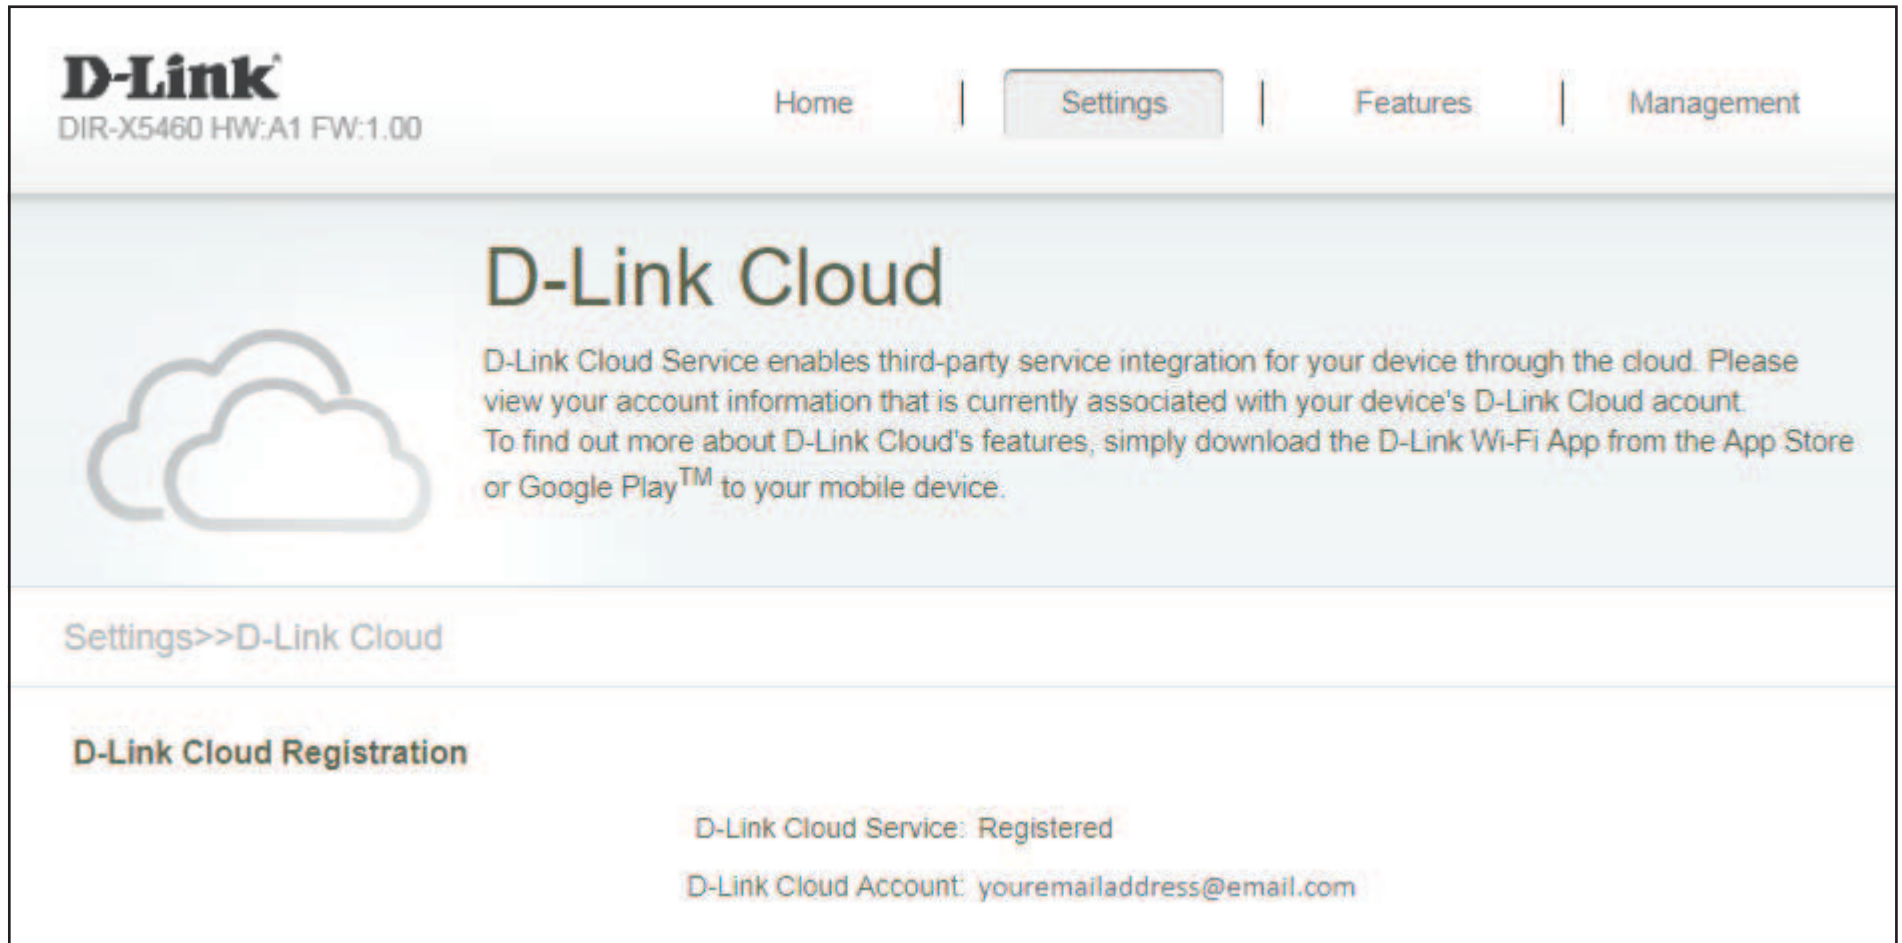 D-Link
DIR-X5460 HW:A1 FW:1.00
Home | Settings | Features | Management
D-Link Cloud
D-Link Cloud Service enables third-party service integration for your device through the cloud. Please
view your account information that is currently associated with your device's D-Link Cloud acount.
To find out more about D-Link Cloud's features, simply download the D-Link Wi-Fi App from the App Store
or Google Play™ to your mobile device.
Settings>>D-Link Cloud
D-Link Cloud Registration
D-Link Cloud Service: Registered
D-Link Cloud Account: youremailaddress@email.com